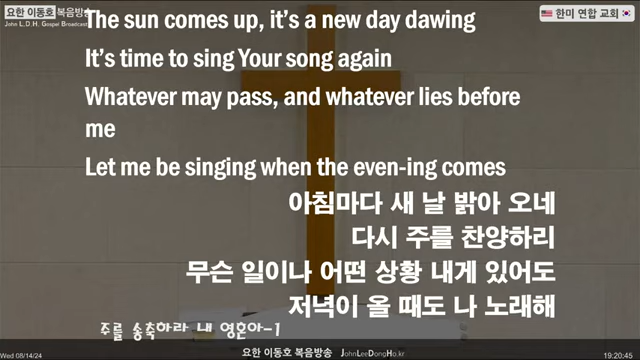 요한 이동호 복음방송
John L.D.H. Gospel Broadcast
한미 연합 교회
The sun comes up, it’s a new day dawing
It’s time to sing Your song again
Whatever may pass, and whatever lies before
me
Let me be singing when the even-ing comes
아침마다 새 날 밝아 오네
다시 주를 찬양하리
무슨 일이나 어떤 상황 내게 있어도
저녁이 올 때도 나 노래해
주를 송축하라 내 영혼아-1
Wed 08/14/24
요한 이동호 복음방송 JohnLeeDongHo.kr
19:20:45